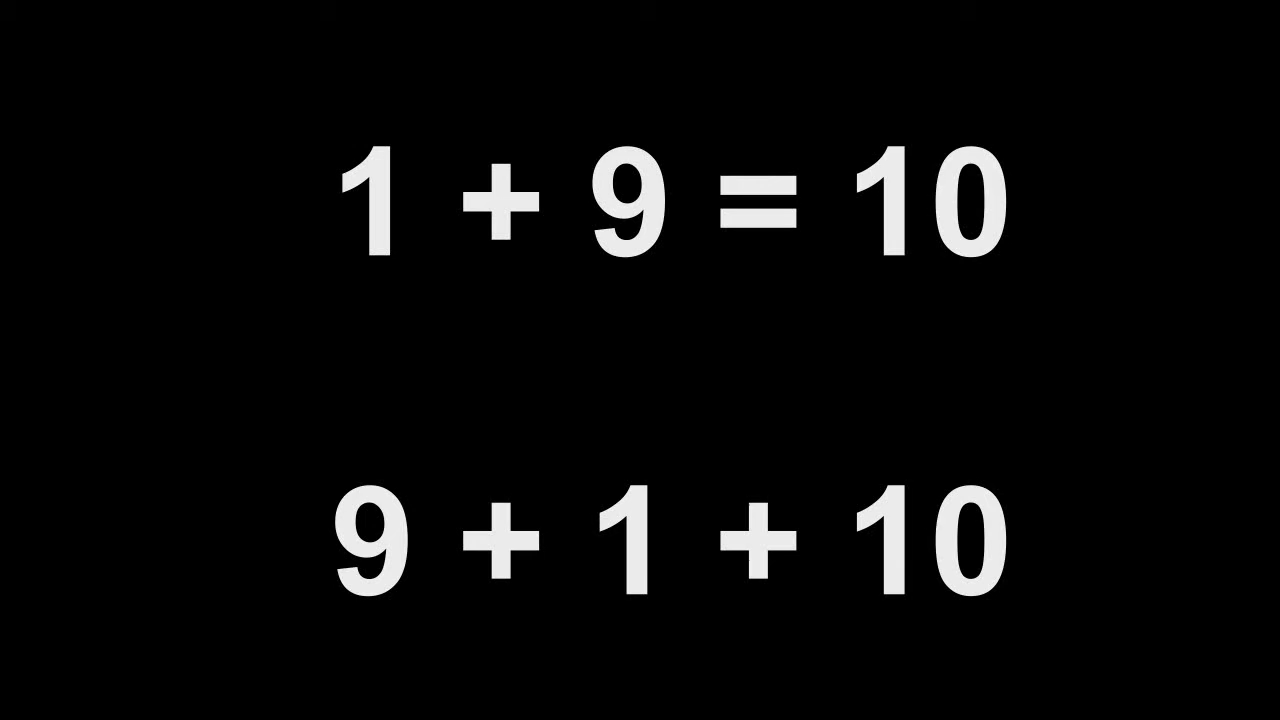 1 + 9 = 10
9 + 1 + 10